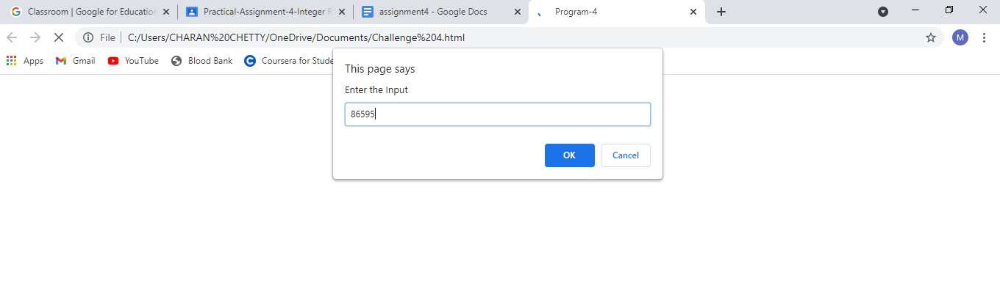 Classroom | Google for Education
Practical-Assignment-4-Integer R
assignment4 - Google Docs
Program-4
File
C:/Users/CHARAN%20CHETTY/OneDrive/Documents/Challenge%204.html
M
Apps
Gmail
YouTube
Blood Bank
Coursera for Stude
This page says
Enter the Input
86595
OK
Cancel